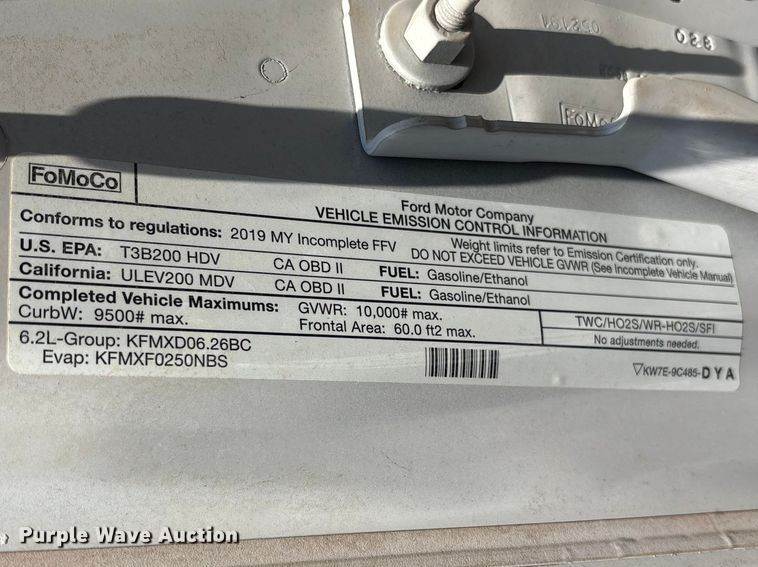 FoMoCo
FoMoCo
Ford Motor Company
VEHICLE EMISSION CONTROL INFORMATION
Conforms to regulations: 2019 MY Incomplete FFV
Weight limits refer to Emission Certification only.
DO NOT EXCEED VEHICLE GVWR (See Incomplete Vehicle Manual)
U.S. EPA: T3B200 HDV CA OBD II FUEL: Gasoline/Ethanol
California: ULEV200 MDV CA OBD II FUEL: Gasoline/Ethanol
Completed Vehicle Maximums: GVWR: 10,000# max.
CurbW: 9500# max. Frontal Area: 60.0 ft2 max.
TWC/HO2S/WR-HO2S/SFI
No adjustments needed.
6.2L-Group: KFMXD06.26BC
Evap: KFMXF0250NBS
KW7E-9C485-DYA
Purple Wave Auction